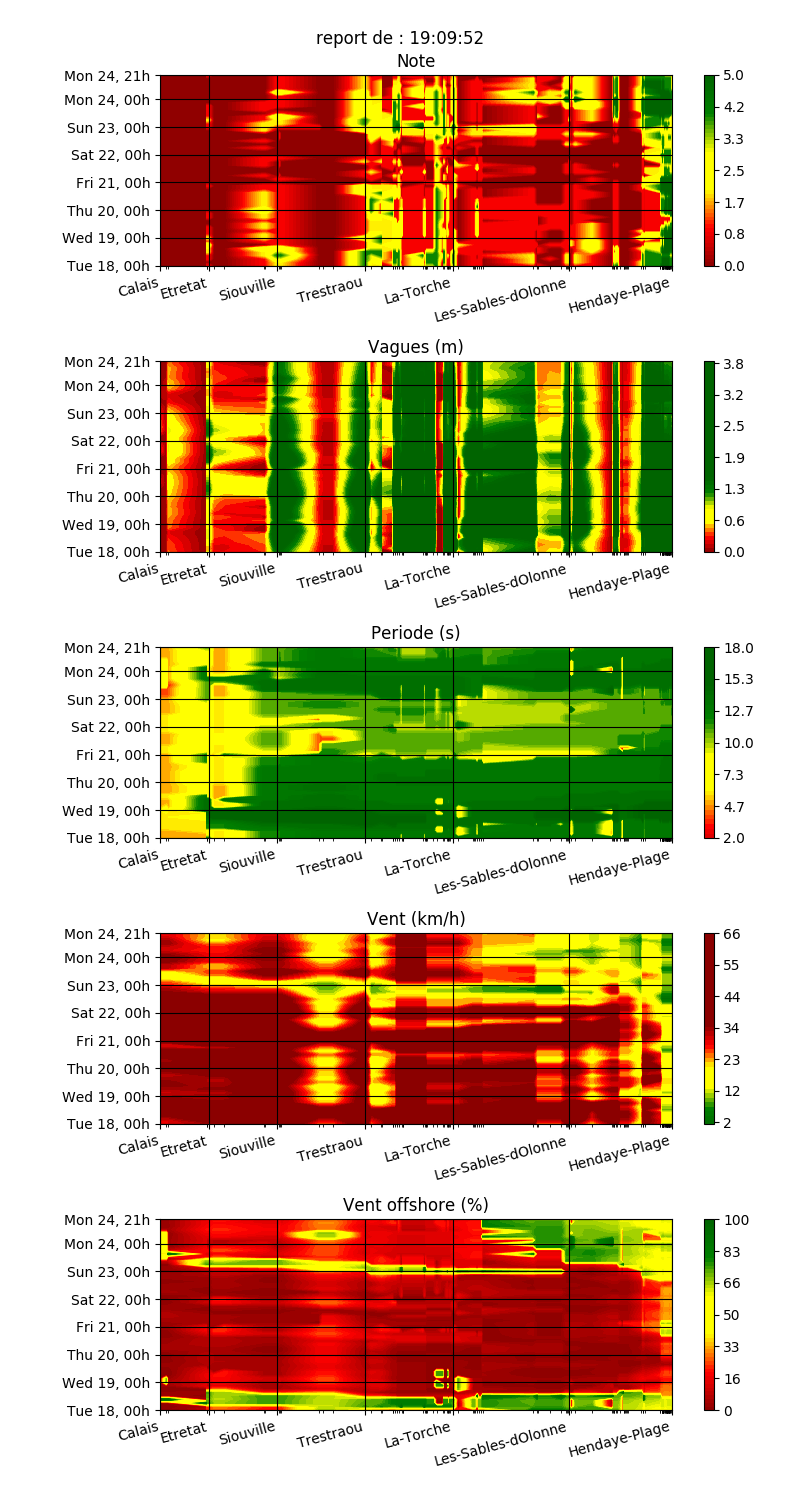 report de : 19:09:52
Note
Mon 24, 21h
Mon 24, 00h
Sun 23, 00h
Sat 22, 00h
Fri 21, 00h
Thu 20, 00h
Wed 19, 00h
Tue 18, 00h
Calais
Etretat
Siouville
Trestraou
La-Torche
Les-Sables-dOlonne
Hendaye-Plage
5.0
4.2
3.3
2.5
1.7
0.8
0.0
Vagues (m)
Mon 24, 21h
Mon 24, 00h
Sun 23, 00h
Sat 22, 00h
Fri 21, 00h
Thu 20, 00h
Wed 19, 00h
Tue 18, 00h
Calais
Etretat
Siouville
Trestraou
La-Torche
Les-Sables-dOlonne
Hendaye-Plage
3.8
3.2
2.5
1.9
1.3
0.6
0.0
Periode (s)
Mon 24, 21h
Mon 24, 00h
Sun 23, 00h
Sat 22, 00h
Fri 21, 00h
Thu 20, 00h
Wed 19, 00h
Tue 18, 00h
Calais
Etretat
Siouville
Trestraou
La-Torche
Les-Sables-dOlonne
Hendaye-Plage
18.0
15.3
12.7
10.0
7.3
4.7
2.0
Vent (km/h)
Mon 24, 21h
Mon 24, 00h
Sun 23, 00h
Sat 22, 00h
Fri 21, 00h
Thu 20, 00h
Wed 19, 00h
Tue 18, 00h
Calais
Etretat
Siouville
Trestraou
La-Torche
Les-Sables-dOlonne
Hendaye-Plage
66
55
44
34
23
12
2
Vent offshore (%)
Mon 24, 21h
Mon 24, 00h
Sun 23, 00h
Sat 22, 00h
Fri 21, 00h
Thu 20, 00h
Wed 19, 00h
Tue 18, 00h
Calais
Etretat
Siouville
Trestraou
La-Torche
Les-Sables-dOlonne
Hendaye-Plage
100
83
66
50
33
16
0